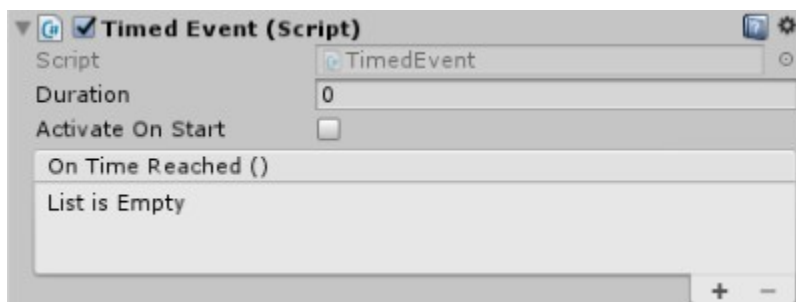 Timed Event (Script)
Script TimedEvent
Duration 0
Activate On Start
On Time Reached ()
List is Empty